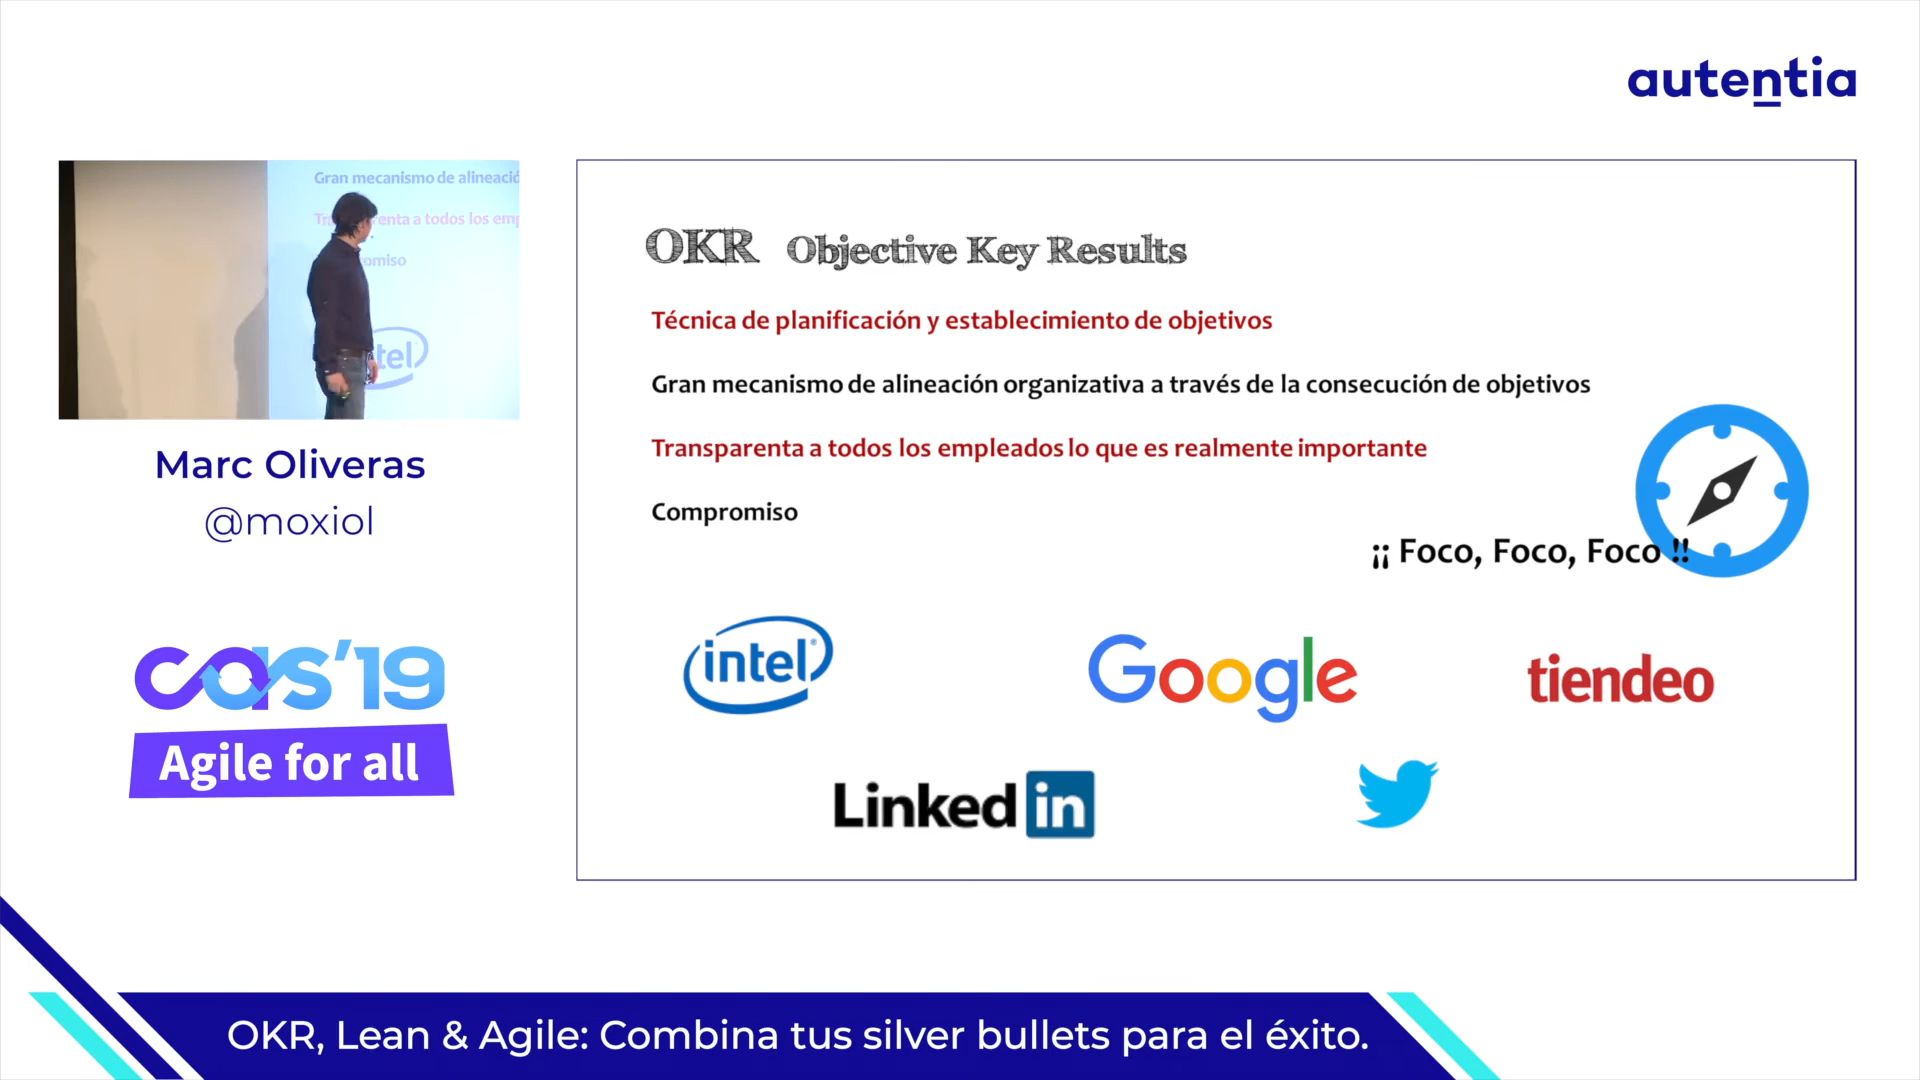 autentia
Gran mecanismo de alineació
enta a todos los emp
omiso
tel
Marc Oliveras
@moxiol
cas'19
Agile for all
OKR Objective Key Results
Técnica de planificación y establecimiento de objetivos
Gran mecanismo de alineación organizativa a través de la consecución de objetivos
Transparenta a todos los empleados lo que es realmente importante
Compromiso
¡¡ Foco, Foco, Foco !!
intel
Google
tiendeo
Linked in
OKR, Lean & Agile: Combina tus silver bullets para el éxito.